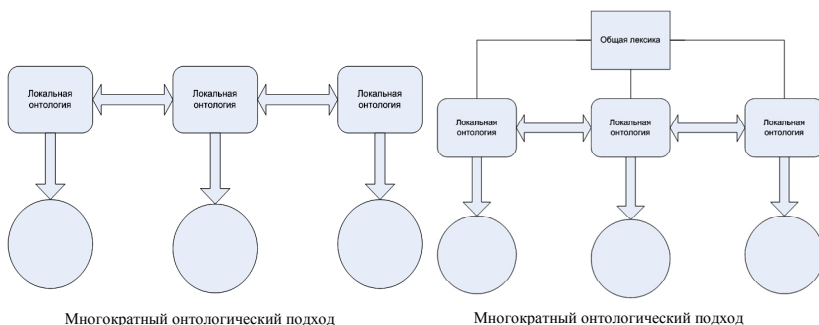 Локальная
онтология
Локальная
онтология
Локальная
онтология
Многократный онтологический подход
Общая лексика
Локальная
онтология
Локальная
онтология
Локальная
онтология
Многократный онтологический подход